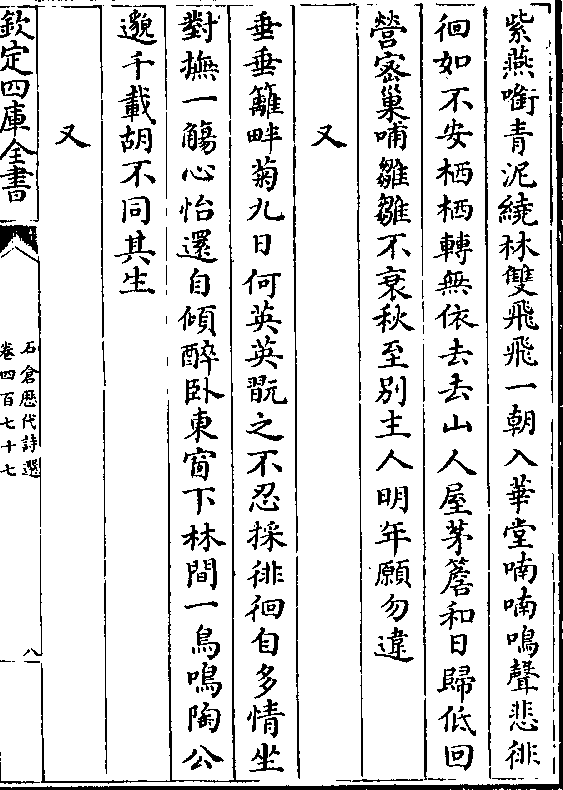 紫燕啣青泥繞林雙飛飛一朝入華堂喃喃鳴聲悲徘
徊如不安栖栖轉無依去去山人屋茅簷和日歸低回
營宻巢哺雛雛不衰秋至别主人明年願勿違
又
垂垂籬畔菊九日何英英翫之不忍採徘徊自多情坐
對撫一觴心怡還自傾醉卧東窗下林間一鳥鳴陶公
邈千載胡不同其生
又
欽定四庫全書
石倉歷代詩選
卷四百七十七
八